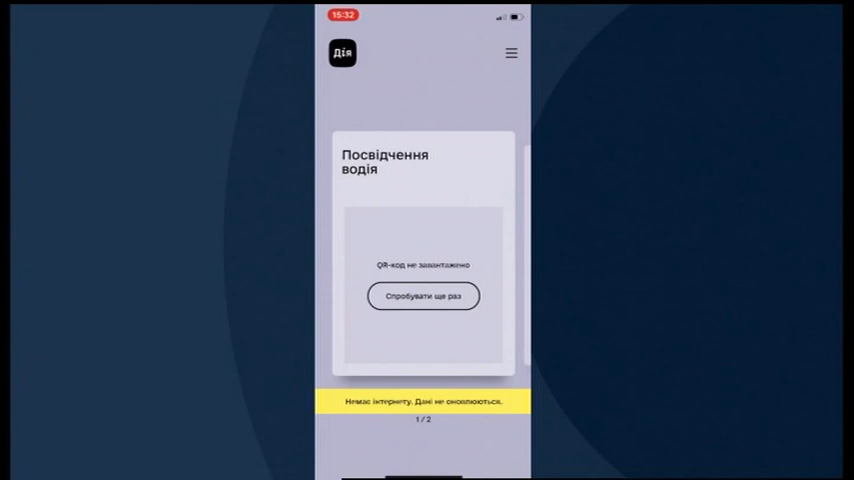 15:32
Дія
Посвідчення
водія
QR-код не завантажено
Спробувати ще раз
Немає інтернету. Дані не оновлюються.
1 / 2